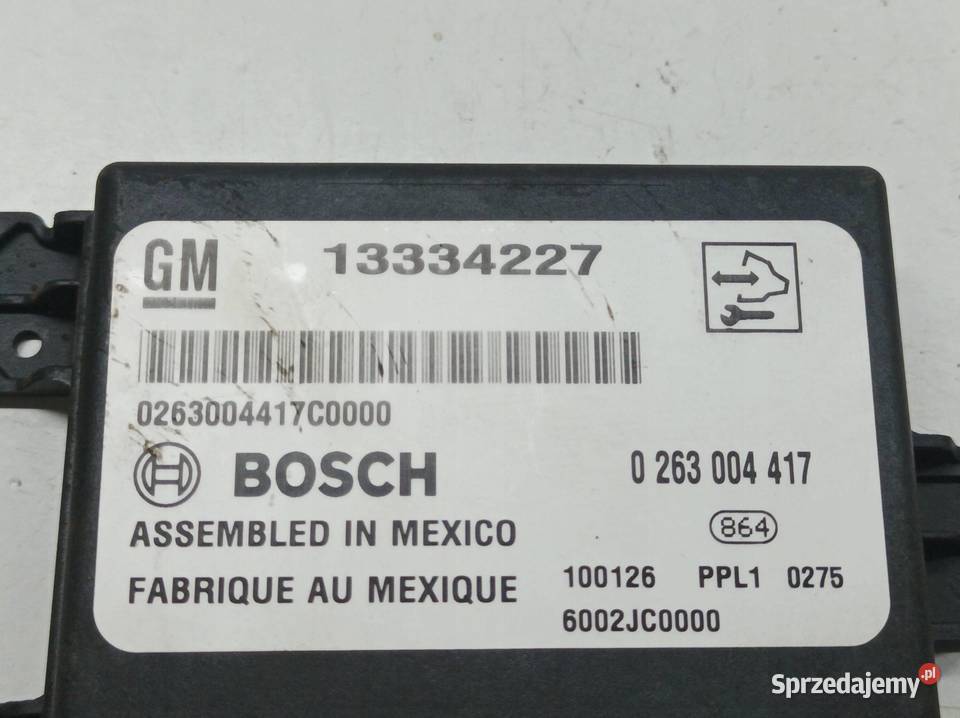 GM 13334227
0263004417C0000
BOSCH 0 263 004 417
ASSEMBLED IN MEXICO 864
FABRIQUE AU MEXIQUE 100126 PPL1 0275
6002JC0000
Sprzedajemy.pl